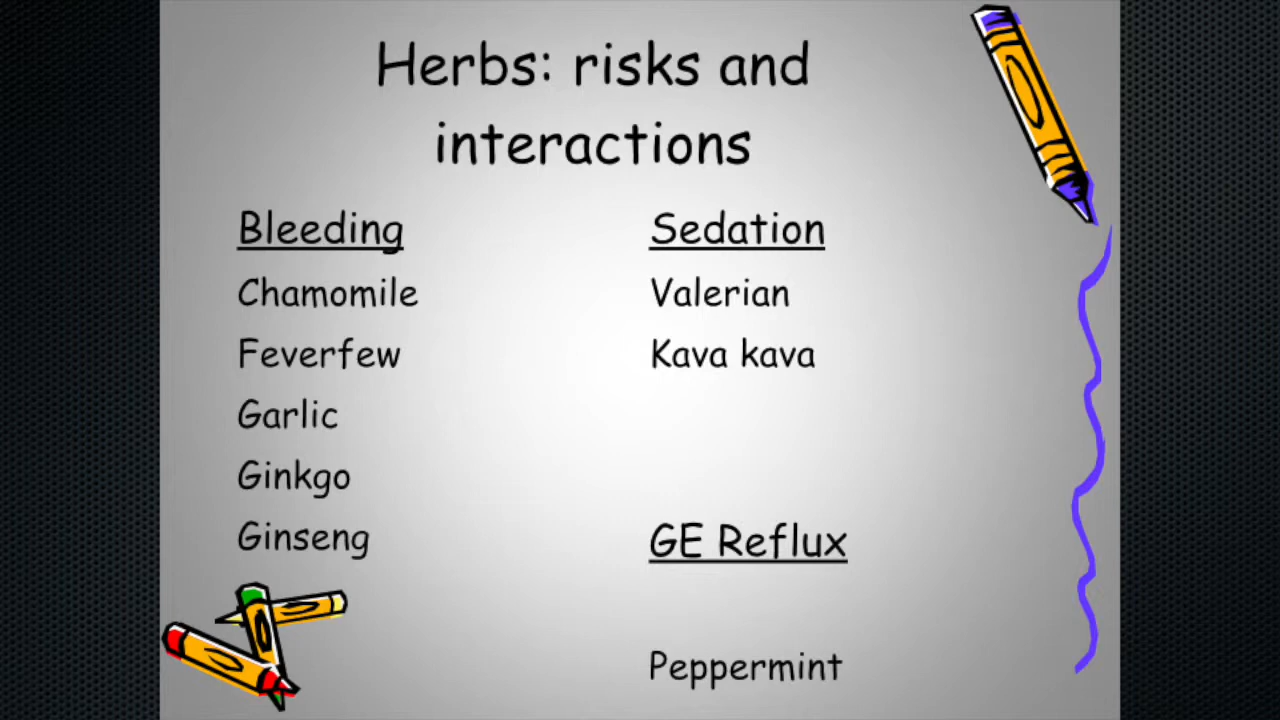 Herbs: risks and
interactions
Bleeding
Chamomile
Feverfew
Garlic
Ginkgo
Ginseng
Sedation
Valerian
Kava kava
GE Reflux
Peppermint